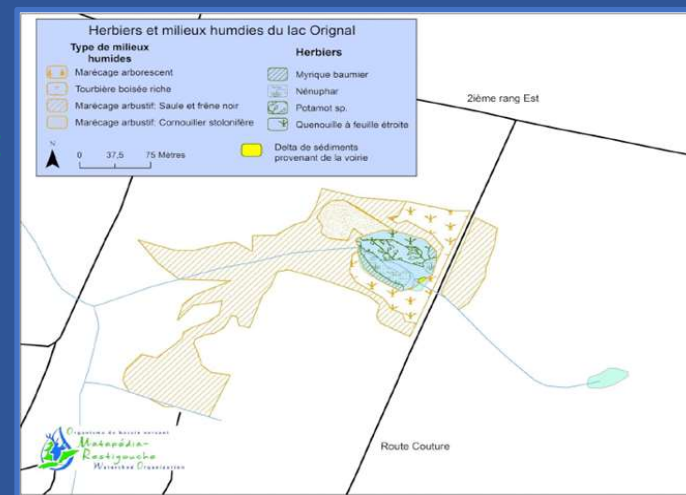 Herbiers et milieux humdies du lac Orignal
Type de milieux
humides
Marécage arborescent
Tourbière boisée riche
Marécage arbustif: Saule et frêne noir
Marécage arbustif: Cornouiller stolonifère
N
0 37,5 75 Mètres
Herbiers
Myrique baumier
Nénuphar
Potamot sp.
Quenouille à feuille étroite
Delta de sédiments
provenant de la voirie
2ième rang Est
Route Couture
Organisme de bassin versant
Matapédia-
Restigouche
Watershed Organization